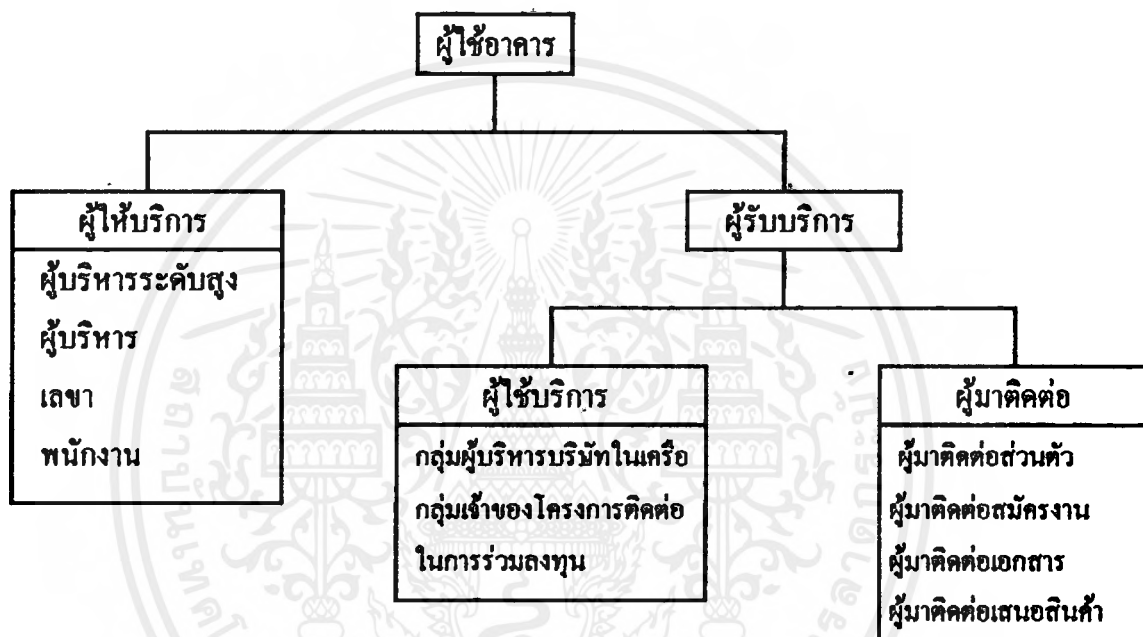 ผู้ใช้อาคาร
ผู้ให้บริการ
ผู้บริหารระดับสูง
ผู้บริหาร
เลขา
พนักงาน
ผู้รับบริการ
ผู้ใช้บริการ
กลุ่มผู้บริหารบริษัทในเครือ
กลุ่มเจ้าของโครงการติดต่อ
ในการร่วมลงทุน
ผู้มาติดต่อ
ผู้มาติดต่อส่วนตัว
ผู้มาติดต่อสมัครงาน
ผู้มาติดต่อเอกสาร
ผู้มาติดต่อเสนอสินค้า